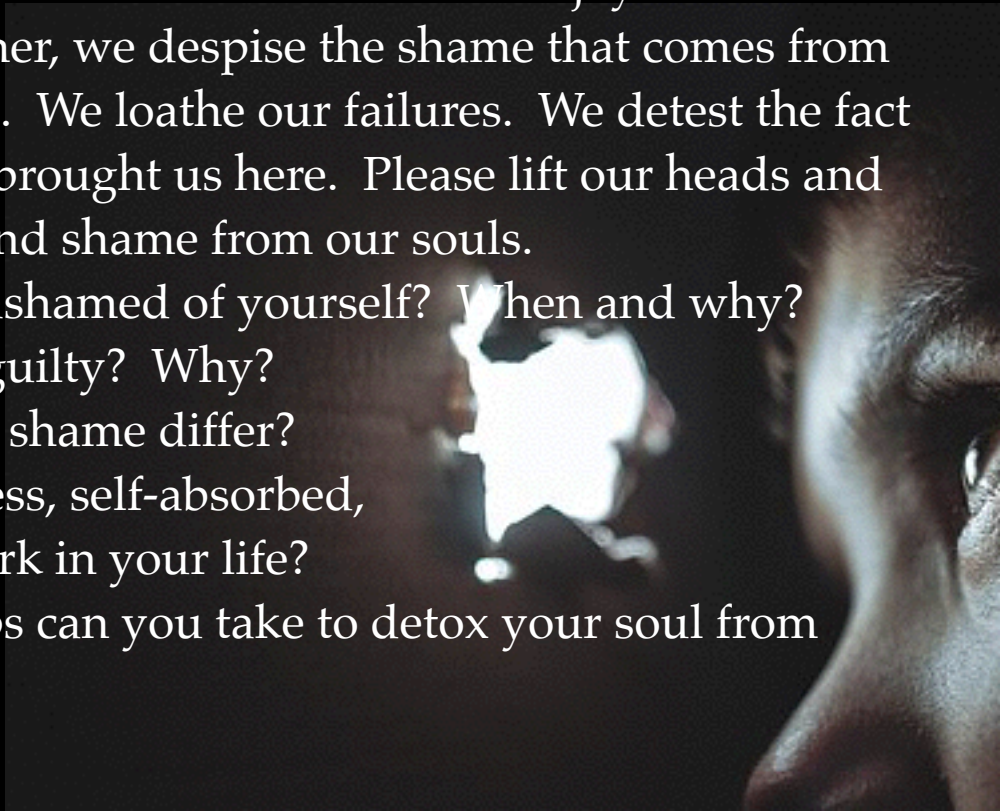 her, we despise the shame that comes from
. We loathe our failures. We detest the fact
brought us here. Please lift our heads and
nd shame from our souls.
shamed of yourself? When and why?
guilty? Why?
shame differ?
ess, self-absorbed,
rk in your life?
s can you take to detox your soul from